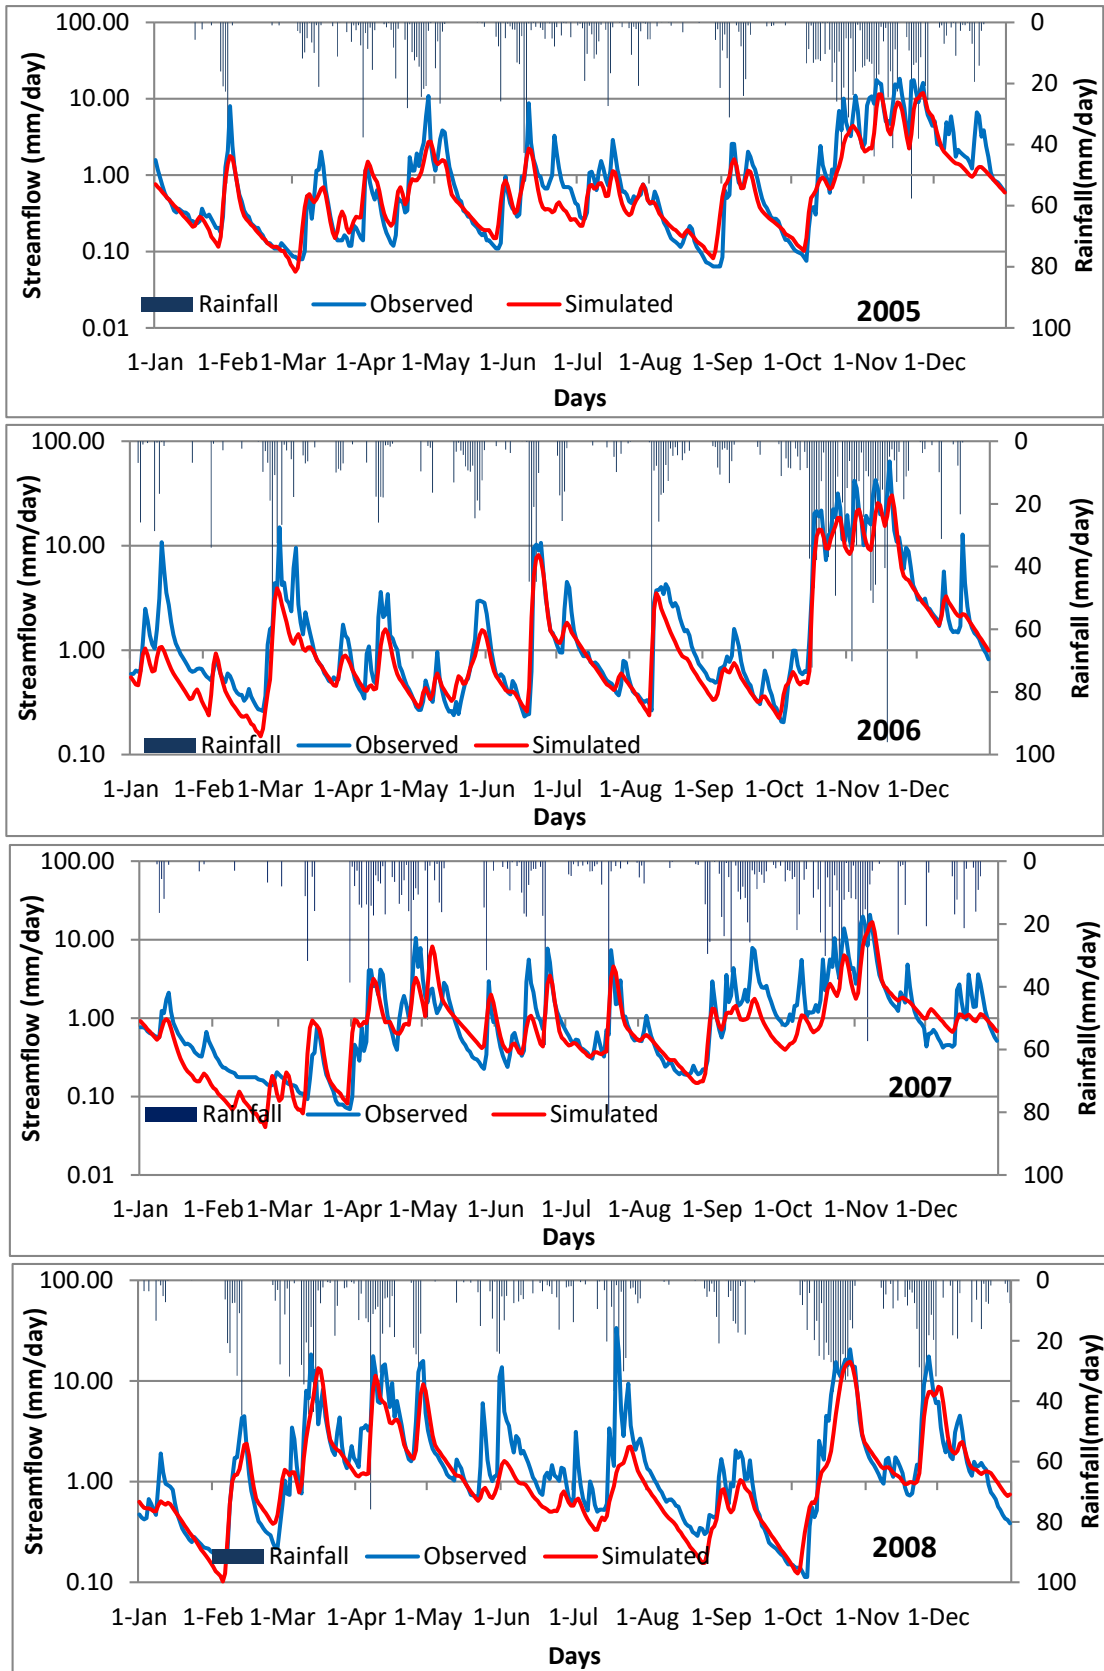 100.00
10.00
1.00
0.10
0.01
Streamflow (mm/day)
0
20
40
60
80
100
Rainfall(mm/day)
Rainfall Observed Simulated
2005
1-Jan 1-Feb 1-Mar 1-Apr 1-May 1-Jun 1-Jul 1-Aug 1-Sep 1-Oct 1-Nov 1-Dec
Days
100.00
10.00
1.00
0.10
Streamflow (mm/day)
0
20
40
60
80
100
Rainfall (mm/day)
Rainfall Observed Simulated
2006
1-Jan 1-Feb 1-Mar 1-Apr 1-May 1-Jun 1-Jul 1-Aug 1-Sep 1-Oct 1-Nov 1-Dec
Days
100.00
10.00
1.00
0.10
0.01
Streamflow (mm/day)
0
20
40
60
80
100
Rainfall(mm/day)
Rainfall Observed Simulated
2007
1-Jan 1-Feb 1-Mar 1-Apr 1-May 1-Jun 1-Jul 1-Aug 1-Sep 1-Oct 1-Nov 1-Dec
Days
100.00
10.00
1.00
0.10
Streamflow (mm/day)
0
20
40
60
80
100
Rainfall(mm/day)
Rainfall Observed Simulated
2008
1-Jan 1-Feb 1-Mar 1-Apr 1-May 1-Jun 1-Jul 1-Aug 1-Sep 1-Oct 1-Nov 1-Dec
Days